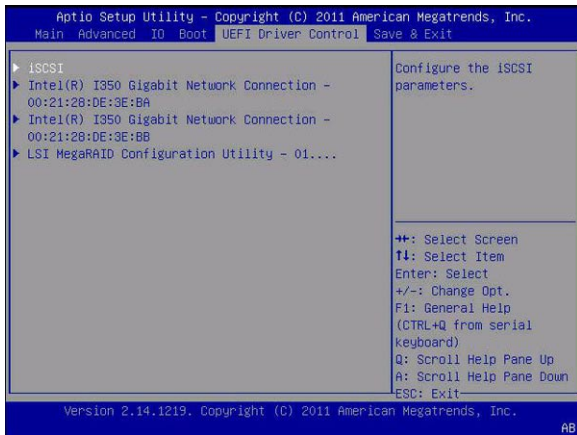 Aptio Setup Utility – Copyright (C) 2011 American Megatrends, Inc.
Main Advanced IO Boot UEFI Driver Control Save & Exit
▶ iSCSI
▶ Intel(R) I350 Gigabit Network Connection –
00:21:28:DE:3E:BA
▶ Intel(R) I350 Gigabit Network Connection –
00:21:28:DE:3E:BB
▶ LSI MegaRAID Configuration Utility – 01....
Configure the iSCSI
parameters.
→←: Select Screen
↑↓: Select Item
Enter: Select
+/-: Change Opt.
F1: General Help
(CTRL+Q from serial
keyboard)
Q: Scroll Help Pane Up
A: Scroll Help Pane Down
ESC: Exit
Version 2.14.1219. Copyright (C) 2011 American Megatrends, Inc.
AB